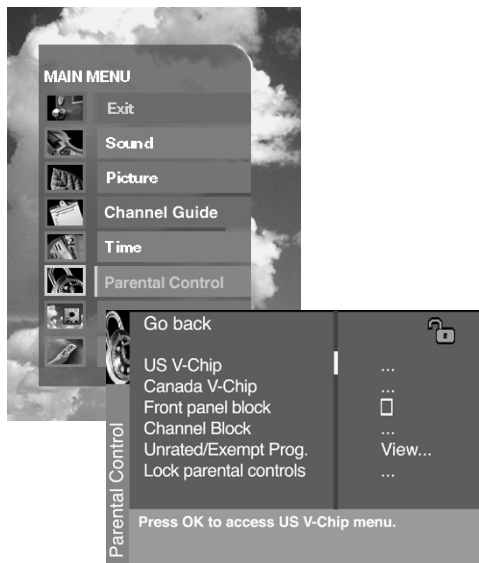 MAIN MENU
Exit
Sound
Picture
Channel Guide
Time
Parental Control
Parental Control
Go back
US V-Chip ...
Canada V-Chip ...
Front panel block
Channel Block ...
Unrated/Exempt Prog. View...
Lock parental controls ...
Press OK to access US V-Chip menu.